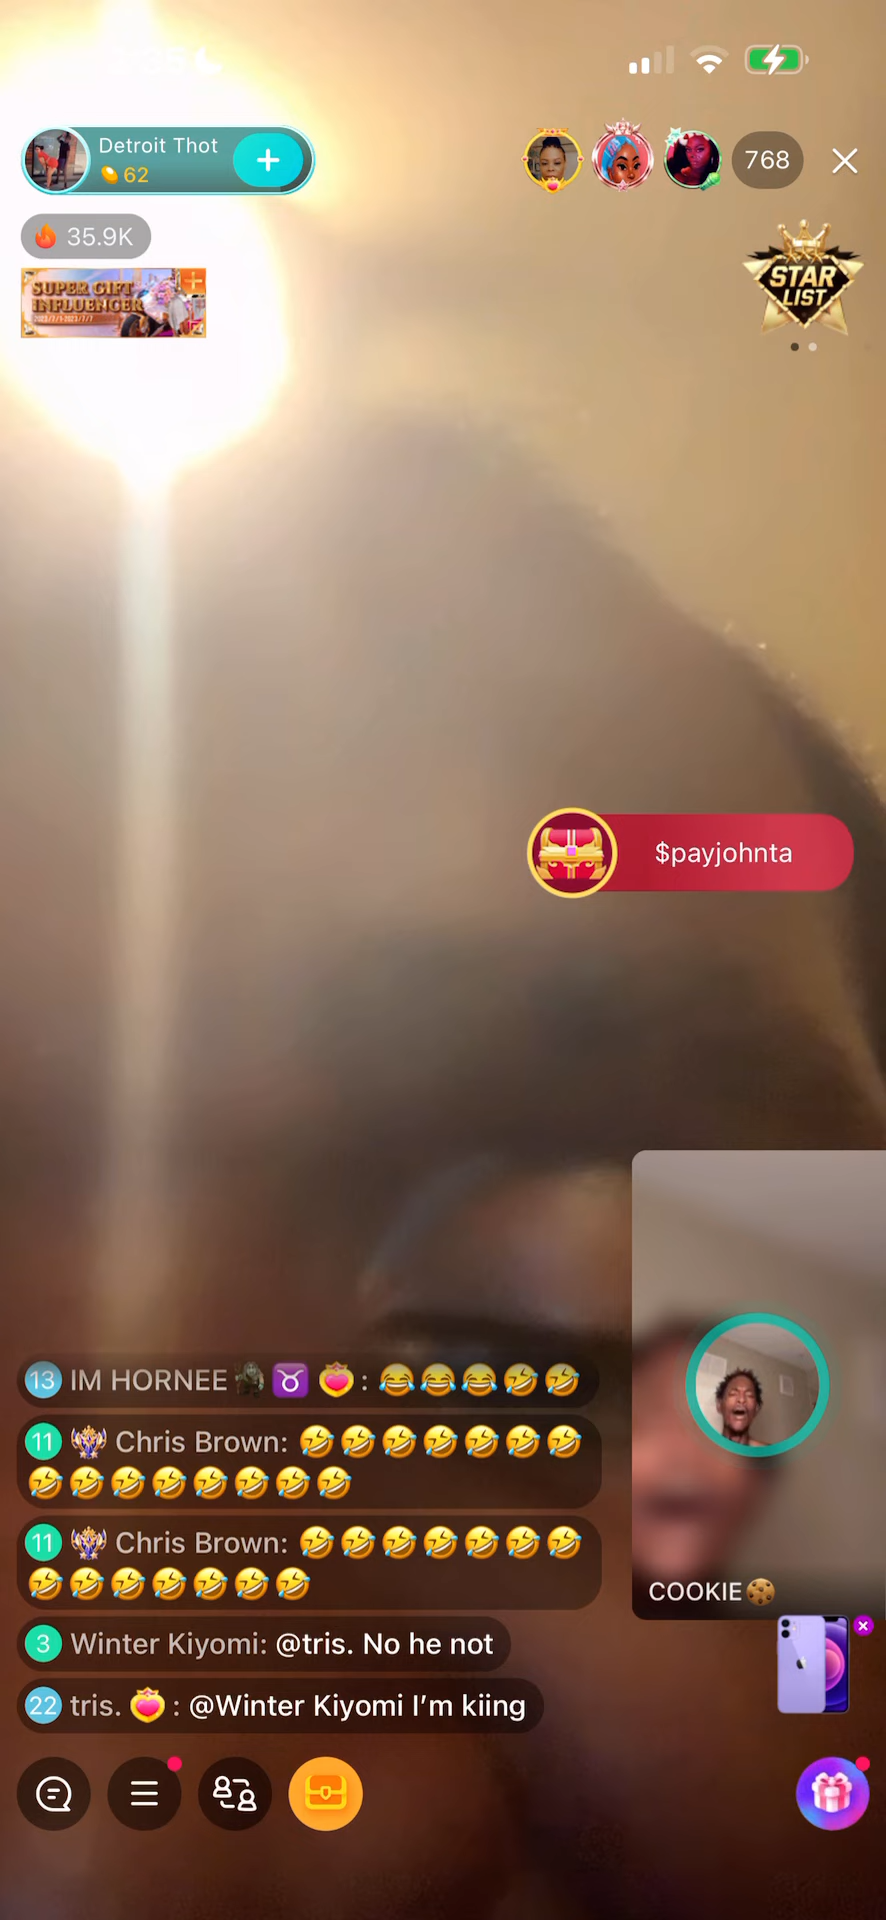 Detroit Thot
62
768
35.9K
SUPER GIFT
INFLUENCER
STAR
LIST
$payjohnta
13 IM HORNEE ♉ : 😂😂😂🤣🤣
11 Chris Brown: 🤣🤣🤣🤣🤣🤣🤣
🤣🤣🤣🤣🤣🤣🤣🤣
11 Chris Brown: 🤣🤣🤣🤣🤣🤣🤣
🤣🤣🤣🤣🤣🤣🤣
COOKIE🍪
3 Winter Kiyomi: @tris. No he not
22 tris. : @Winter Kiyomi I’m kiing